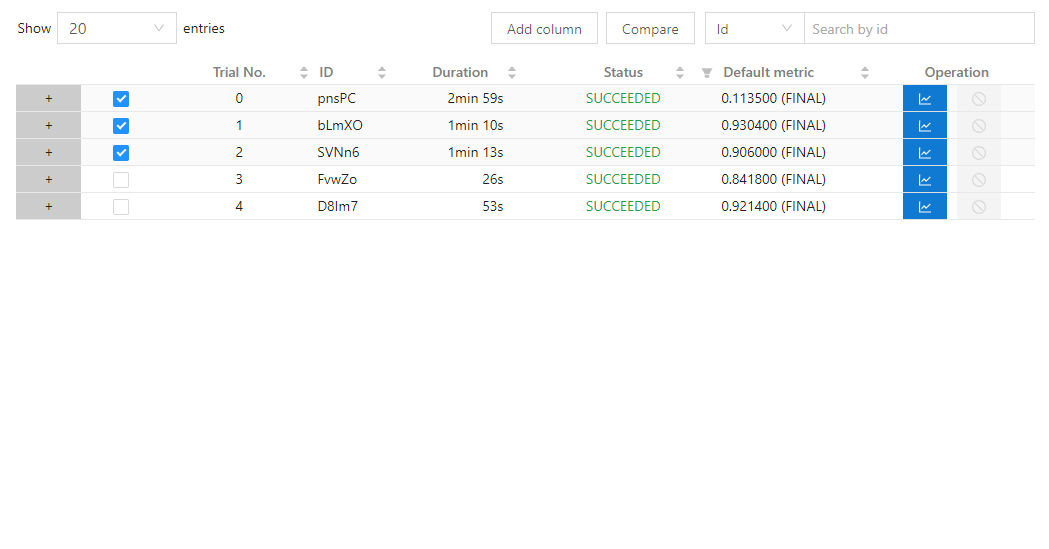 Show 20 entries Add column Compare Id Search by id
Trial No. ID Duration Status Default metric Operation
+ 0 pnsPC 2min 59s SUCCEEDED 0.113500 (FINAL)
+ 1 bLmXO 1min 10s SUCCEEDED 0.930400 (FINAL)
+ 2 SVNn6 1min 13s SUCCEEDED 0.906000 (FINAL)
+ 3 FvwZo 26s SUCCEEDED 0.841800 (FINAL)
+ 4 D8Im7 53s SUCCEEDED 0.921400 (FINAL)